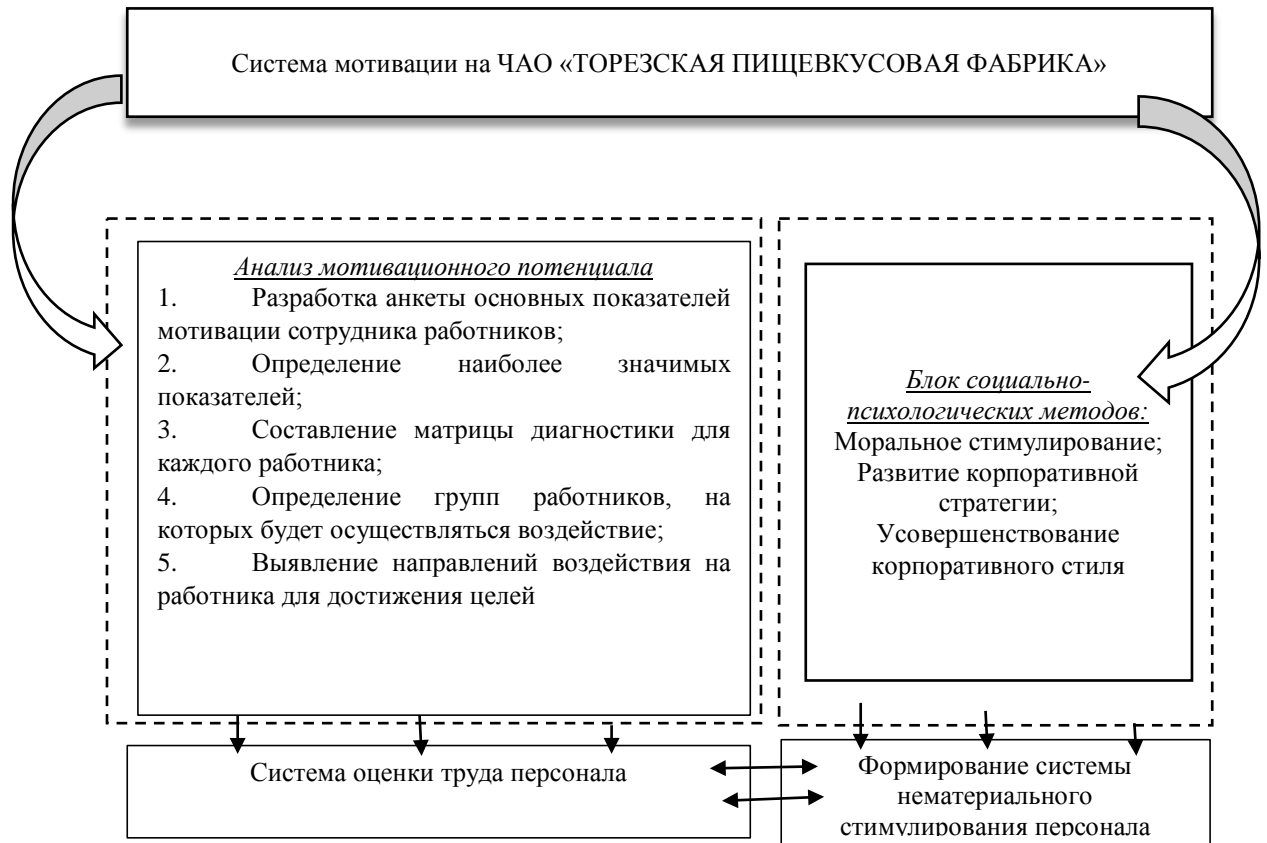 Система мотивации на ЧАО «ТОРЕЗСКАЯ ПИЩЕВКУСОВАЯ ФАБРИКА»
Анализ мотивационного потенциала
1. Разработка анкеты основных показателей
мотивации сотрудника работников;
2. Определение наиболее значимых
показателей;
3. Составление матрицы диагностики для
каждого работника;
4. Определение групп работников, на
которых будет осуществляться воздействие;
5. Выявление направлений воздействия на
работника для достижения целей
Блок социально-
психологических методов:
Моральное стимулирование;
Развитие корпоративной
стратегии;
Усовершенствование
корпоративного стиля
Система оценки труда персонала
Формирование системы
нематериального
стимулирования персонала